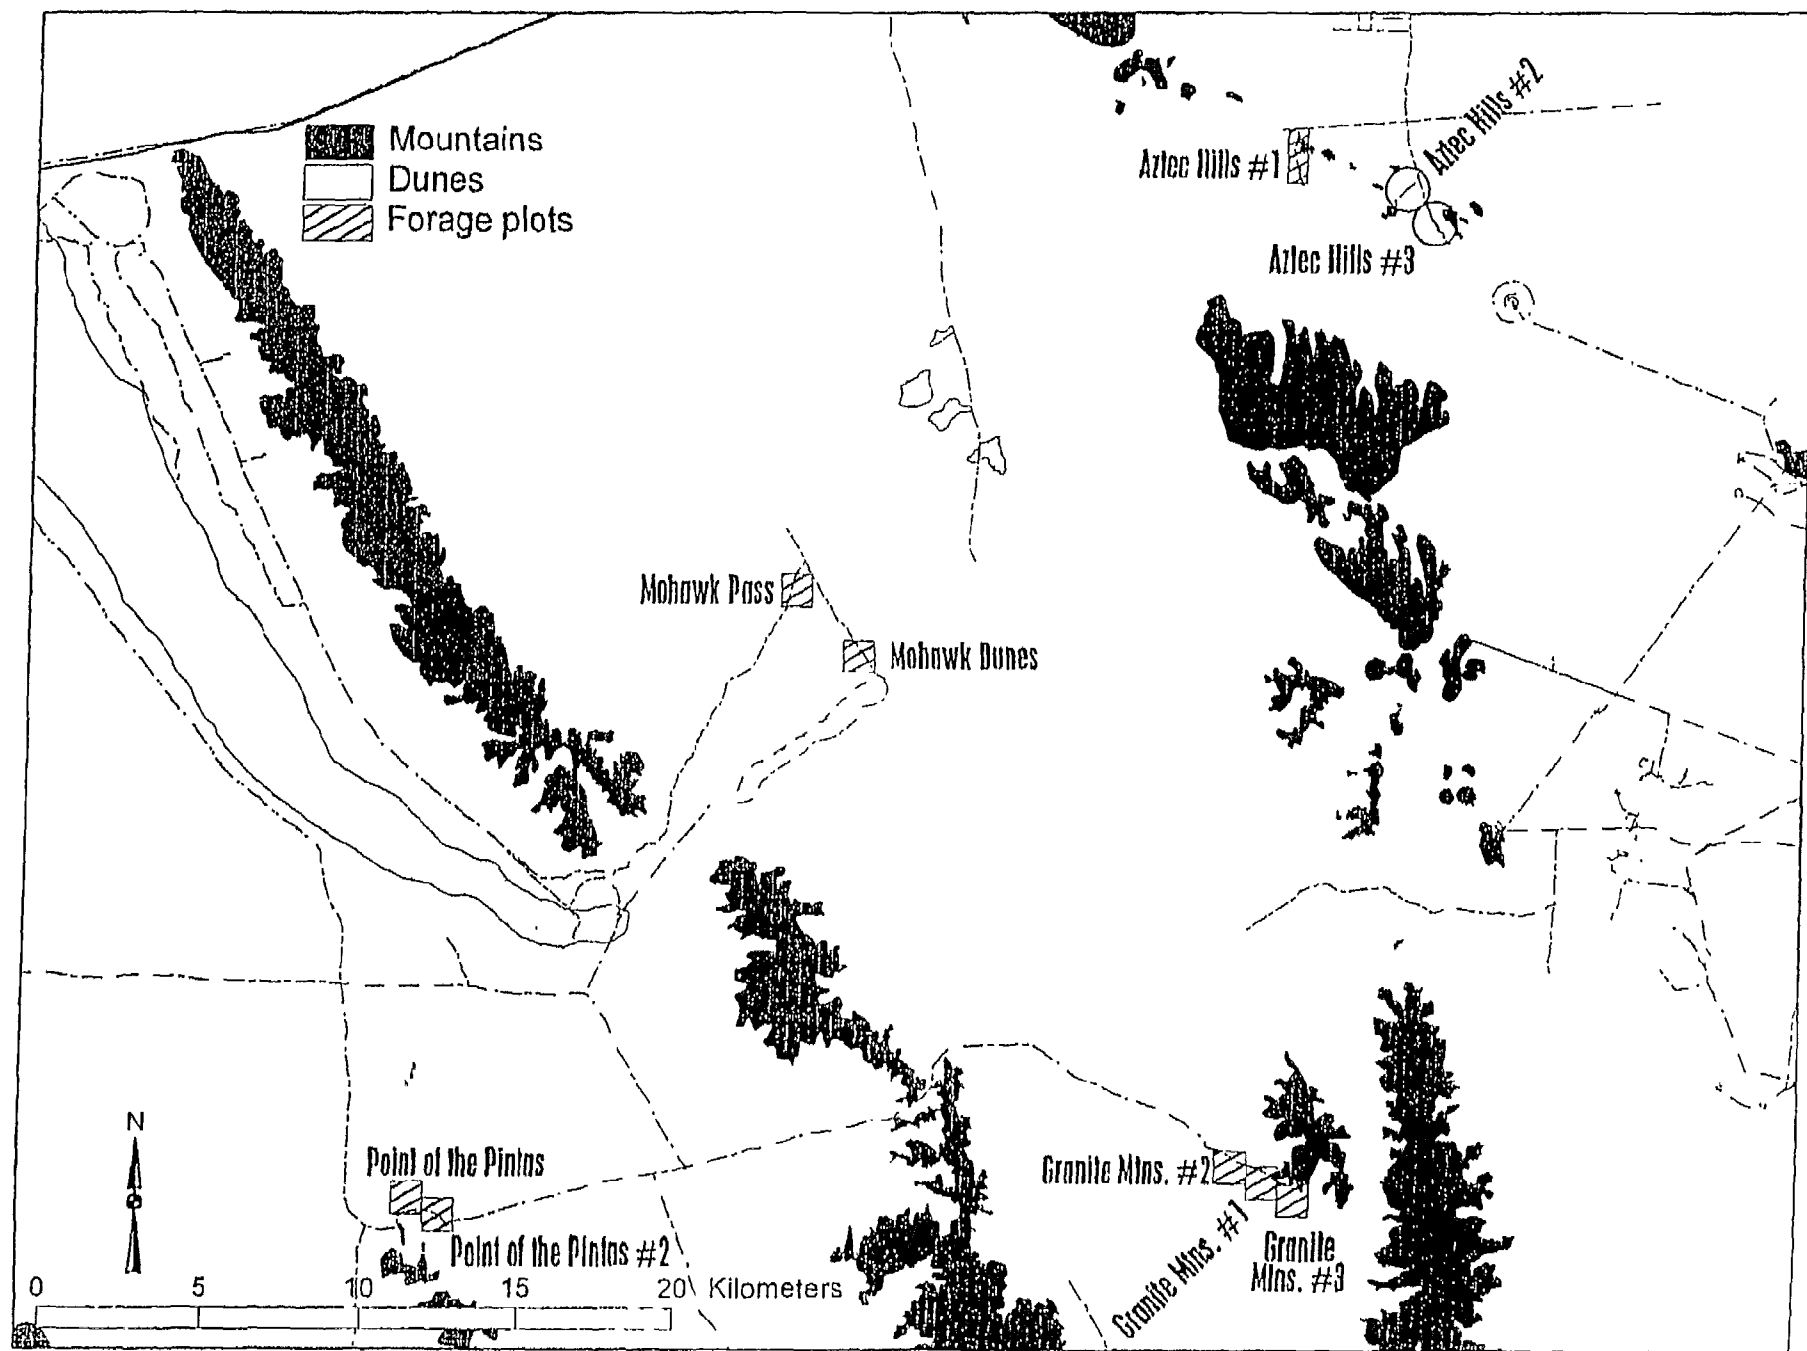 Mountains
Dunes
Forage plots
Aztec Hills #1
Aztec Hills #2
Aztec Hills #3
Mohawk Pass
Mohawk Dunes
N
Point of the Pintas
Point of the Pintas #2
Granite Mtns. #2
Granite Mtns. #1
Granite
Mtns. #3
0 5 10 15 20 Kilometers